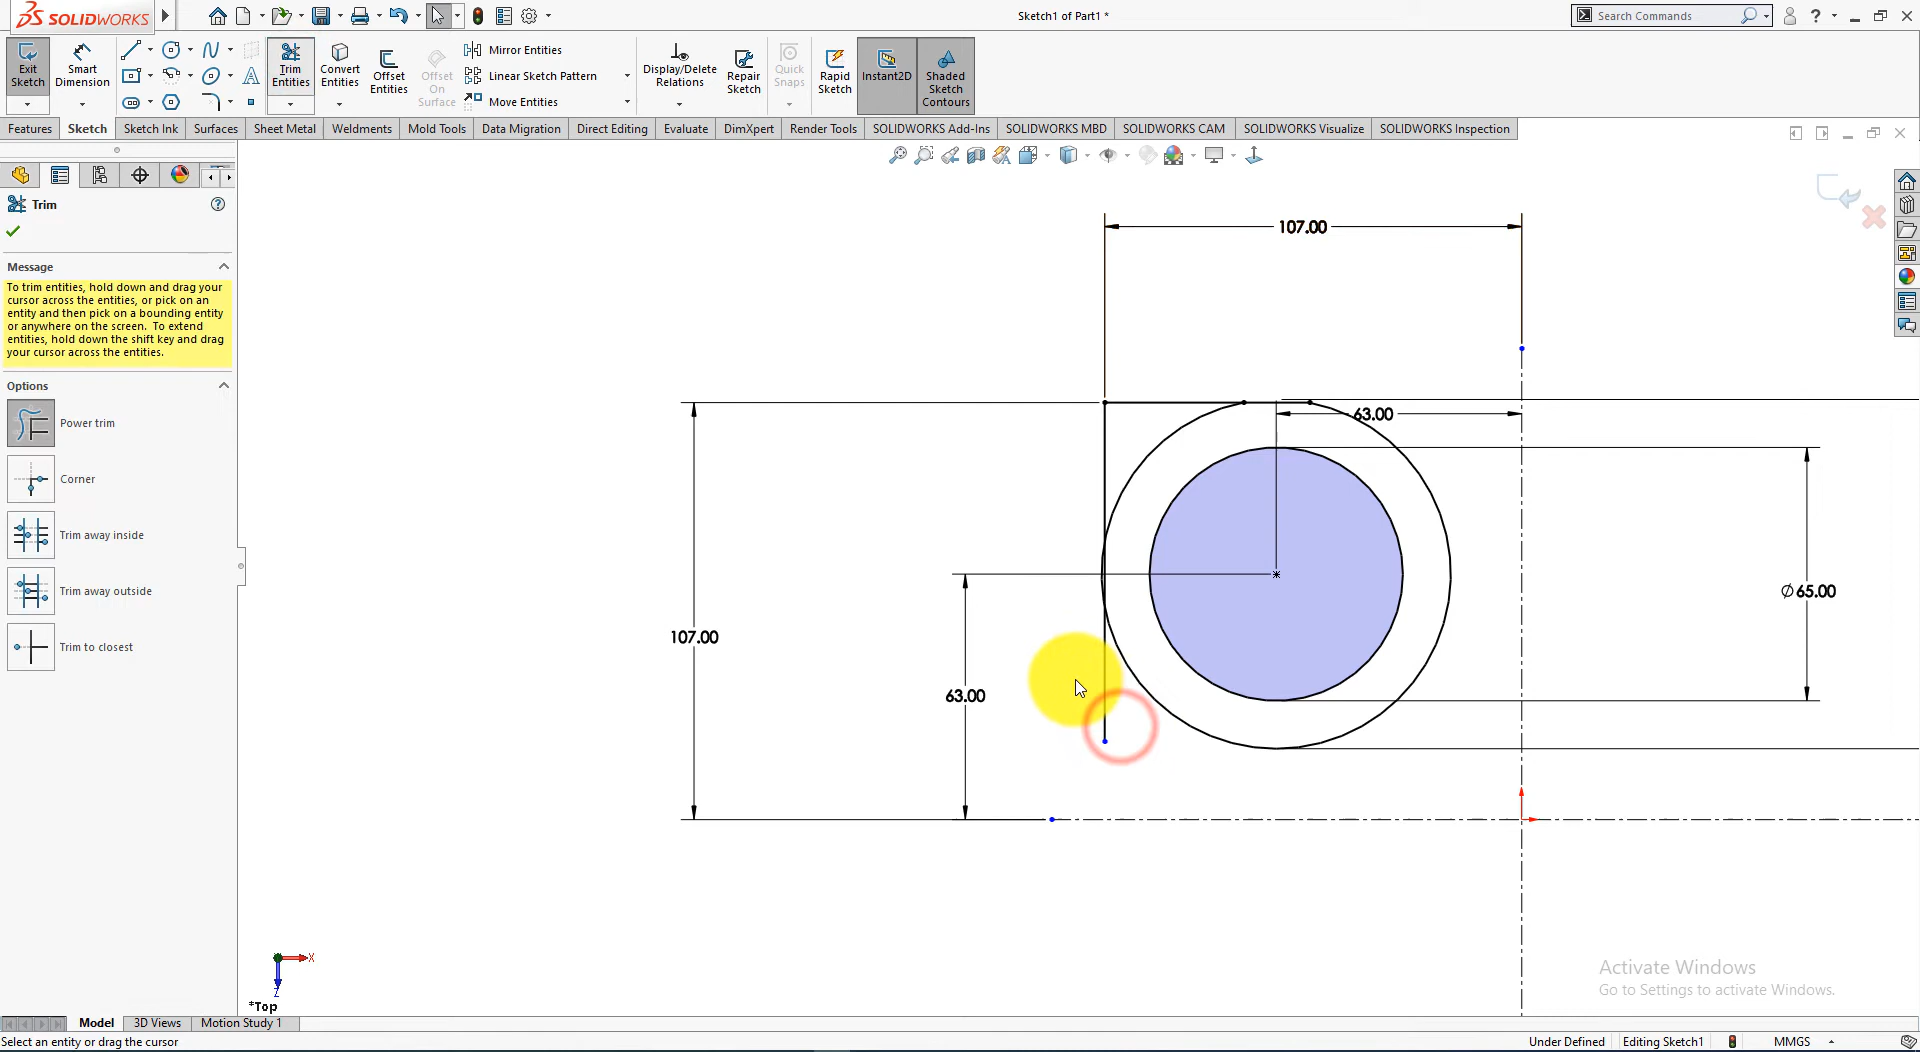 SOLIDWORKS
Sketch1 of Part1 *
Search Commands
Exit Sketch
Smart Dimension
Trim Entities
Convert Entities
Offset Entities
Offset On Surface
Mirror Entities
Linear Sketch Pattern
Move Entities
Display/Delete Relations
Repair Sketch
Quick Snaps
Rapid Sketch
Instant2D
Shaded Sketch Contours
Features
Sketch
Sketch Ink
Surfaces
Sheet Metal
Weldments
Mold Tools
Data Migration
Direct Editing
Evaluate
DimXpert
Render Tools
SOLIDWORKS Add-Ins
SOLIDWORKS MBD
SOLIDWORKS CAM
SOLIDWORKS Visualize
SOLIDWORKS Inspection
Trim
Message
To trim entities, hold down and drag your
cursor across the entities, or pick on an
entity and then pick on a bounding entity
or anywhere on the screen. To extend
entities, hold down the shift key and drag
your cursor across the entities.
Options
Power trim
Corner
Trim away inside
Trim away outside
Trim to closest
107.00
63.00
Ø65.00
107.00
63.00
X
Z
*Top
Activate Windows
Go to Settings to activate Windows.
Model
3D Views
Motion Study 1
Select an entity or drag the cursor
Under Defined
Editing Sketch1
MMGS